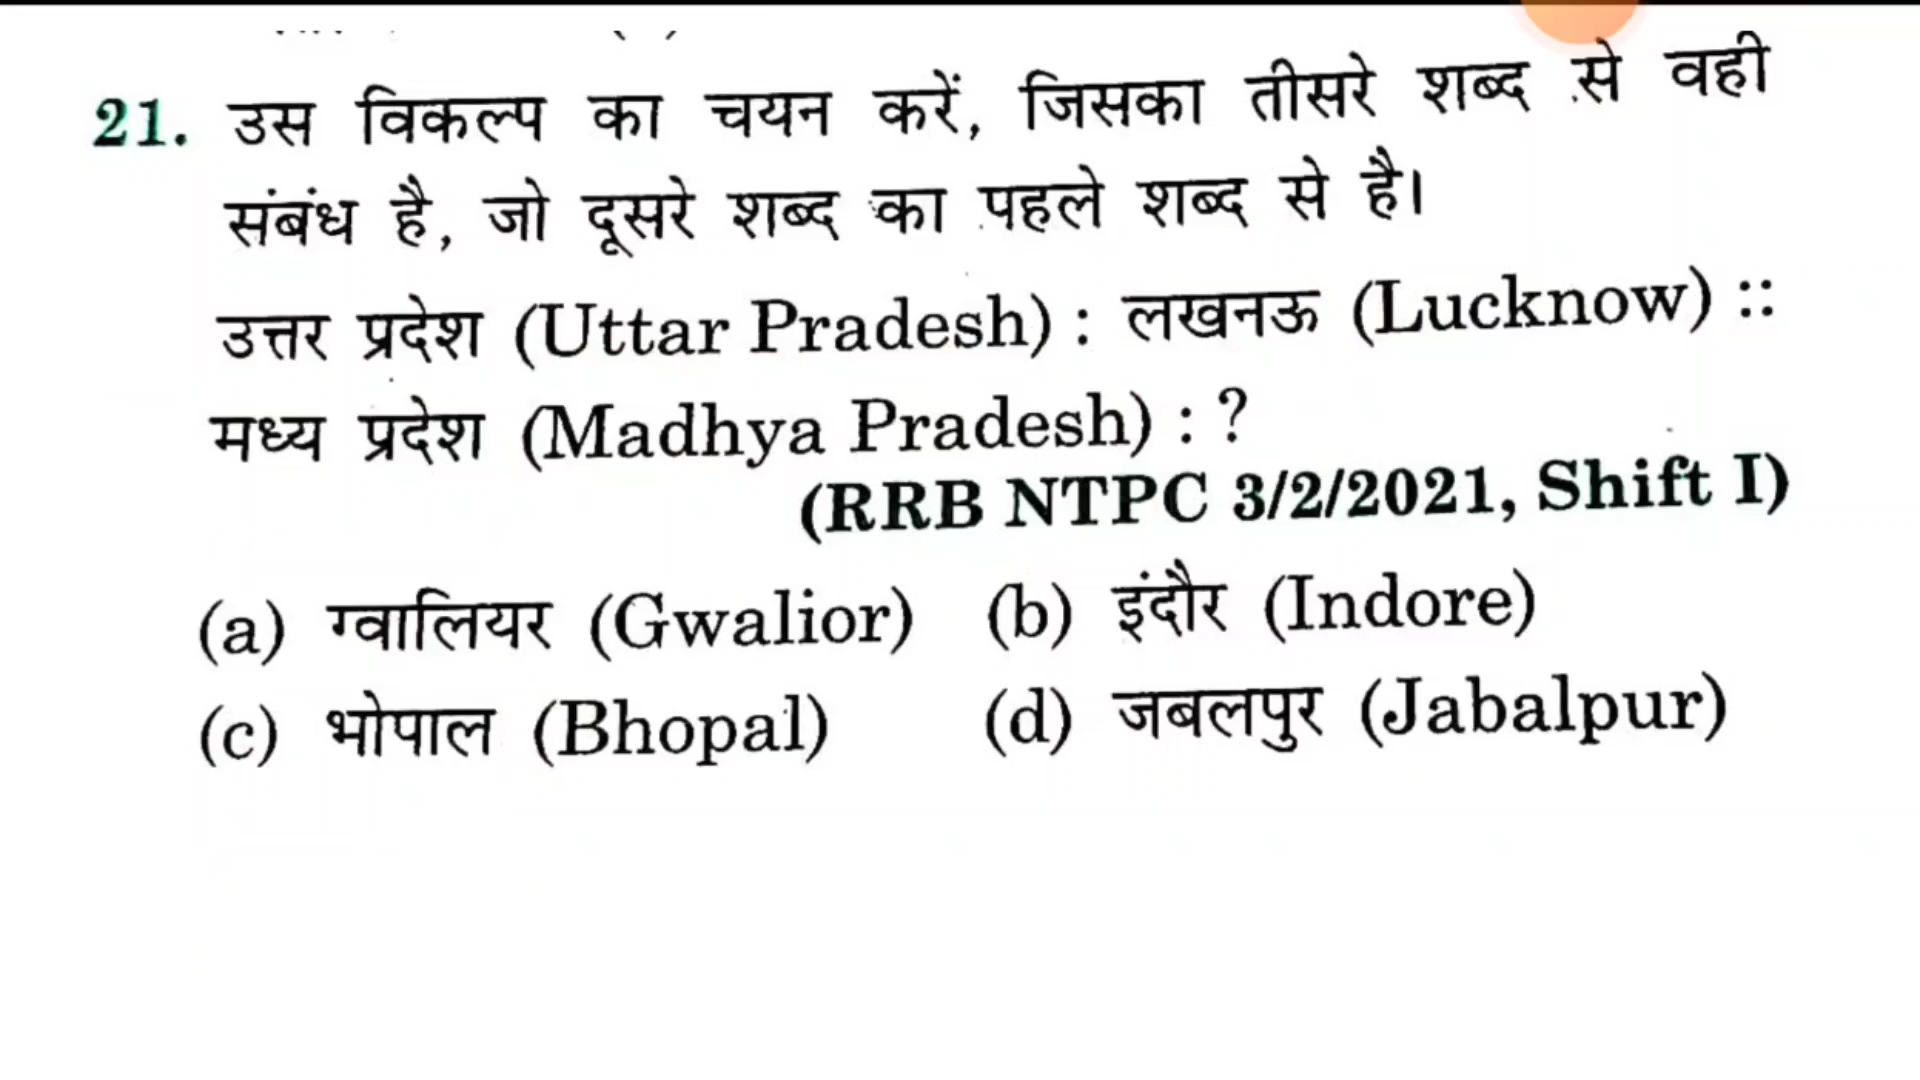 21. उस विकल्प का चयन करें, जिसका तीसरे शब्द से वही
संबंध है, जो दूसरे शब्द का पहले शब्द से है।
उत्तर प्रदेश (Uttar Pradesh) : लखनऊ (Lucknow) ::
मध्य प्रदेश (Madhya Pradesh) : ?
(RRB NTPC 3/2/2021, Shift I)
(a) ग्वालियर (Gwalior) (b) इंदौर (Indore)
(c) भोपाल (Bhopal) (d) जबलपुर (Jabalpur)